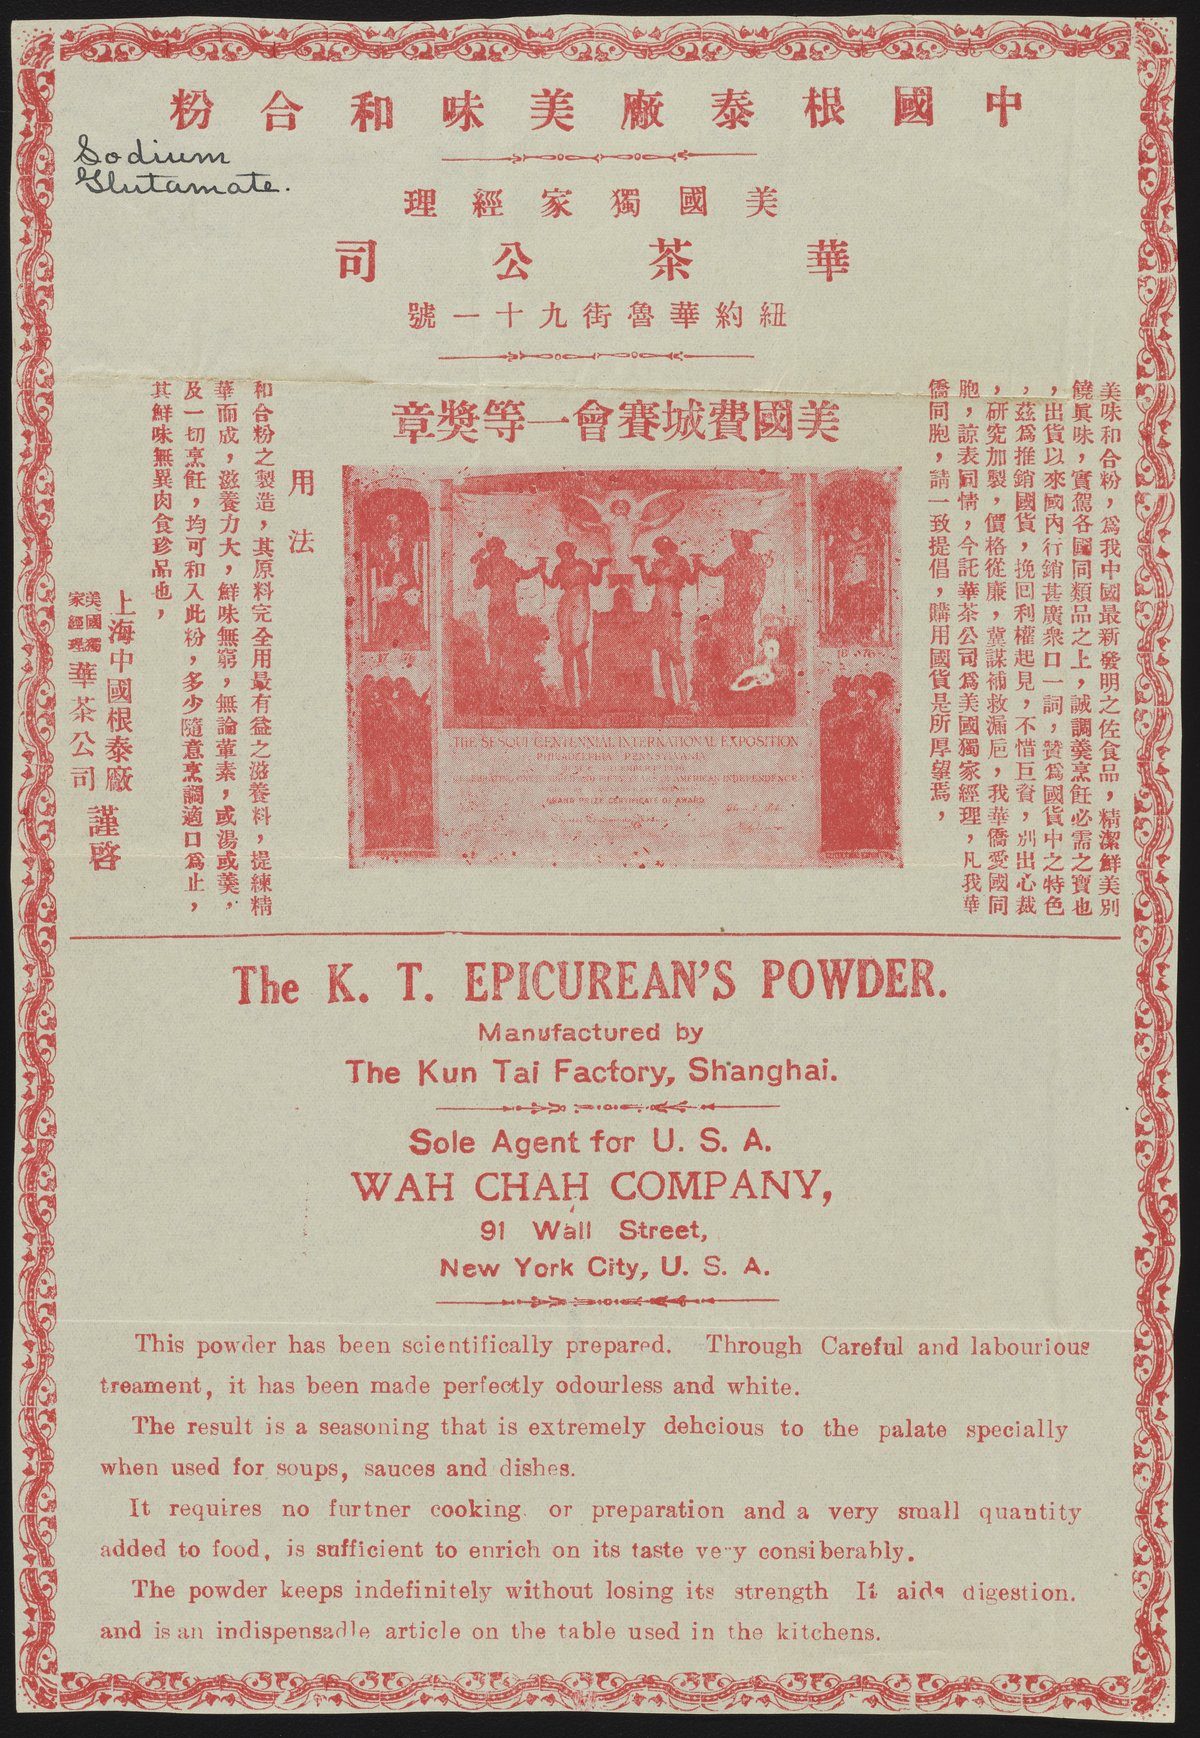 中國根泰廠美味和合粉
Sodium
Glutamate.
美國獨家經理
華茶公司
紐約華魯街九十一號
美味和合粉，為我中國最新發明之佐食品，精潔鮮美別
饒眞味，實駕各國同類品之上，誠調羹烹飪必需之寶也
，出貨以來國內行銷甚廣衆口一詞，贊為國貨中之特色
，茲為推銷國貨，挽回利權起見，不惜巨資，別出心裁
，研究加製，價格從廉，冀謀補救漏巵，我華僑愛國同
胞，諒表同情，今託華茶公司為美國獨家經理，凡我華
僑同胞，請一致提倡，購用國貨是所厚望焉，
美國費城賽會一等獎章
18 76
THE SESQUI-CENTENNIAL INTERNATIONAL EXPOSITION
PHILADELPHIA PENNSYLVANIA
CELEBRATING ONE HUNDRED AND FIFTY YEARS OF AMERICAN INDEPENDENCE
GRAND PRIZE CERTIFICATE OF AWARD
用法
和合粉之製造，其原料完全用最有益之滋養料，提練精
華而成，滋養力大，鮮味無窮，無論葷素，或湯或羹，
及一切烹飪，均可和入此粉，多少隨意烹調適口為止，
其鮮味無異肉食珍品也，
上海中國根泰廠
美國獨家經理華茶公司
謹啓
The K. T. EPICUREAN'S POWDER.
Manufactured by
The Kun Tai Factory, Shanghai.
Sole Agent for U. S. A.
WAH CHAH COMPANY,
91 Wall Street,
New York City, U. S. A.
This powder has been scientifically prepared. Through Careful and labourious
treament, it has been made perfectly odourless and white.
The result is a seasoning that is extremely dehcious to the palate specially
when used for soups, sauces and dishes.
It requires no furtner cooking. or preparation and a very small quantity
added to food, is sufficient to enrich on its taste very consiberably.
The powder keeps indefinitely without losing its strength It aids digestion.
and is an indispensadle article on the table used in the kitchens.